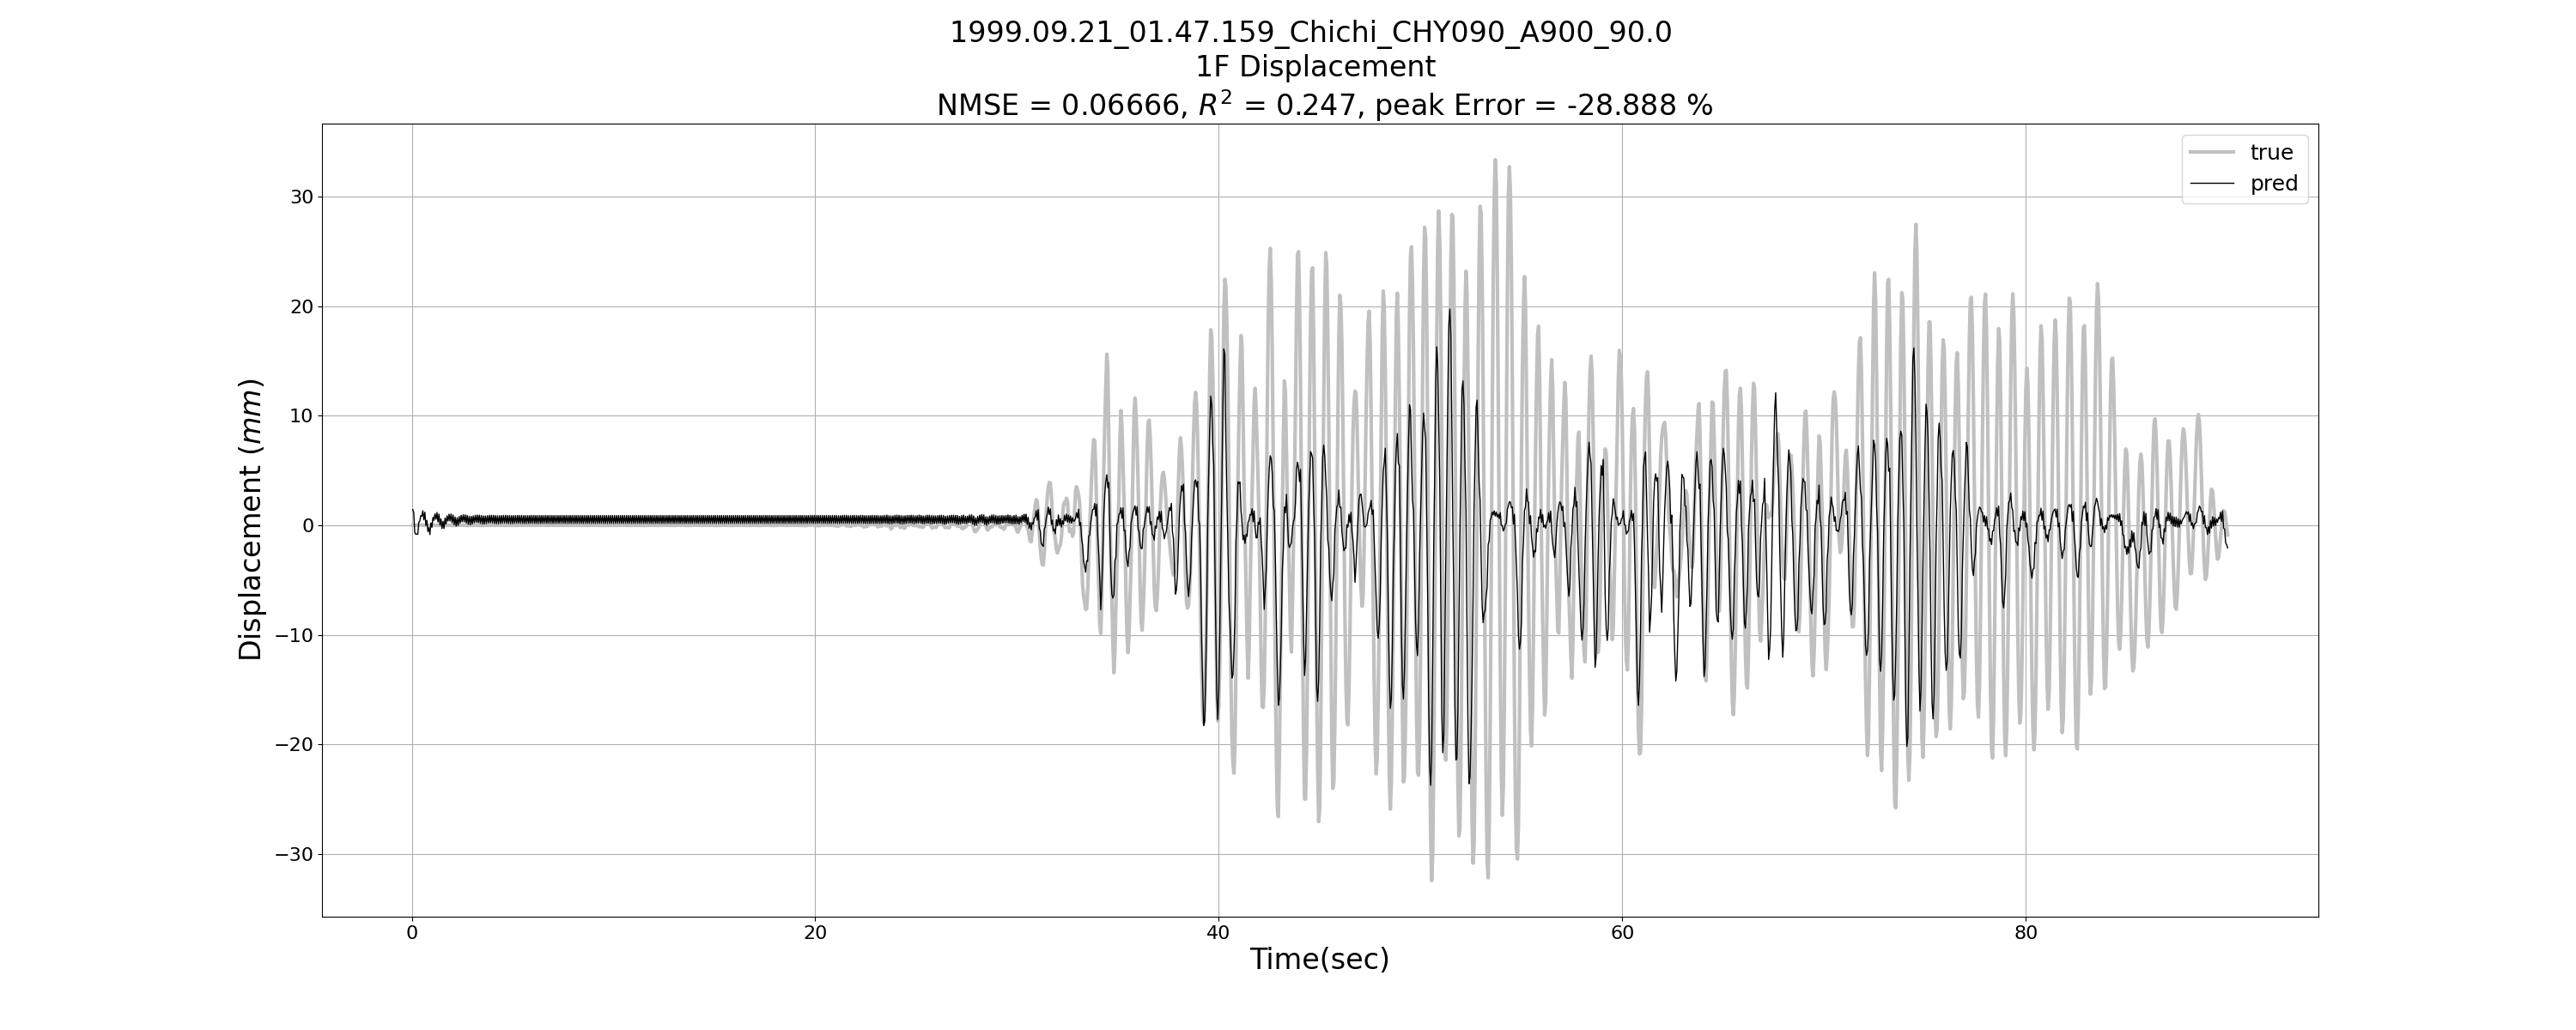 1999.09.21_01.47.159_Chichi_CHY090_A900_90.0
1F Displacement
NMSE = 0.06666, R² = 0.247, peak Error = -28.888 %
true
pred
Displacement (mm)
30
20
10
0
−10
−20
−30
0 20 40 60 80
Time(sec)